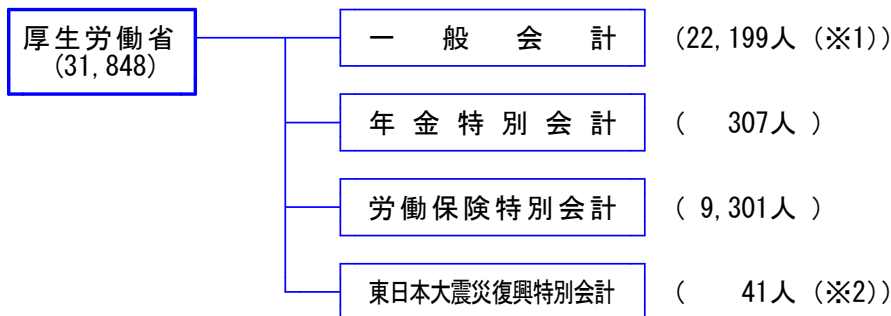 厚生労働省
(31,848)
一般会計 (22,199人 (※1))
年金特別会計 ( 307人 )
労働保険特別会計 ( 9,301人 )
東日本大震災復興特別会計 ( 41人 (※2))